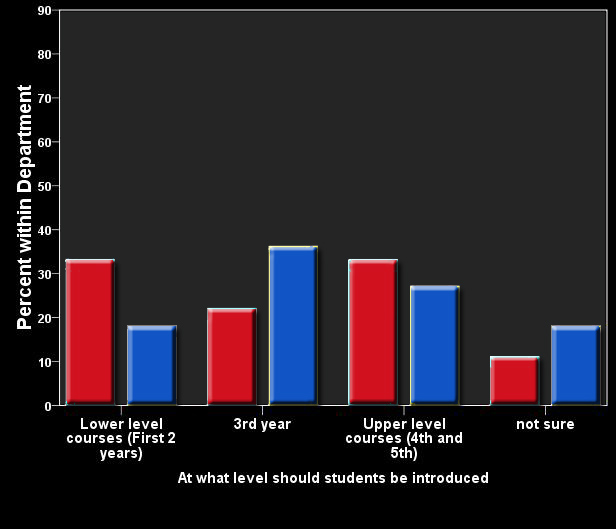 Percent within Department
90
80
70
60
50
40
30
20
10
0
Lower level
courses (First 2
years)
3rd year
Upper level
courses (4th and
5th)
not sure
At what level should students be introduced